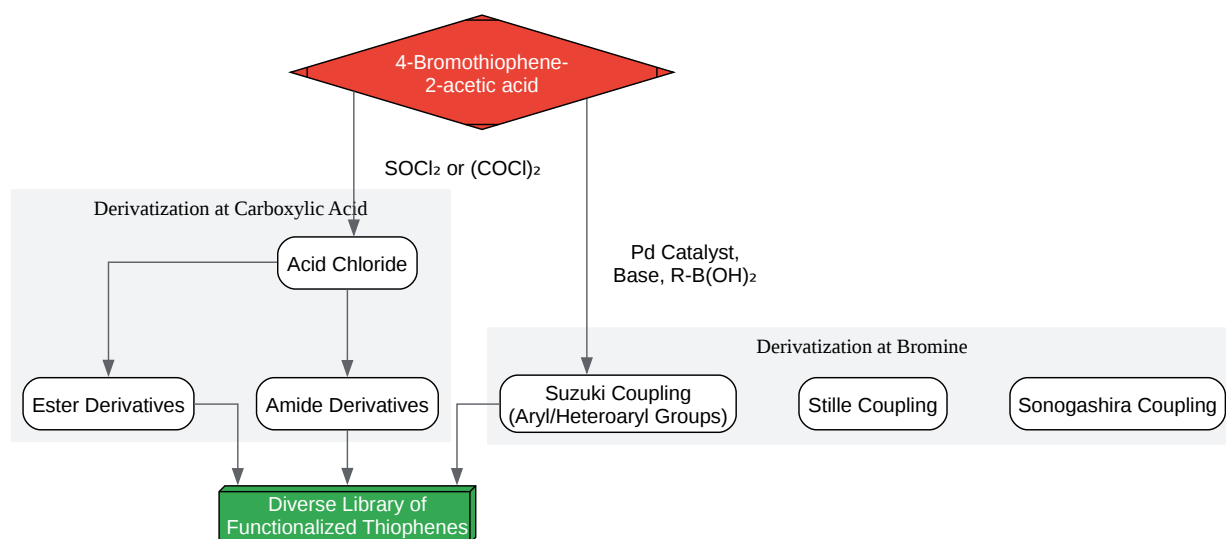 4-Bromothiophene-
2-acetic acid
SOCl₂ or (COCl)₂
Derivatization at Carboxylic Acid
Acid Chloride
Pd Catalyst,
Base, R-B(OH)₂
Derivatization at Bromine
Ester Derivatives
Amide Derivatives
Suzuki Coupling
(Aryl/Heteroaryl Groups)
Stille Coupling
Sonogashira Coupling
Diverse Library of
Functionalized Thiophenes